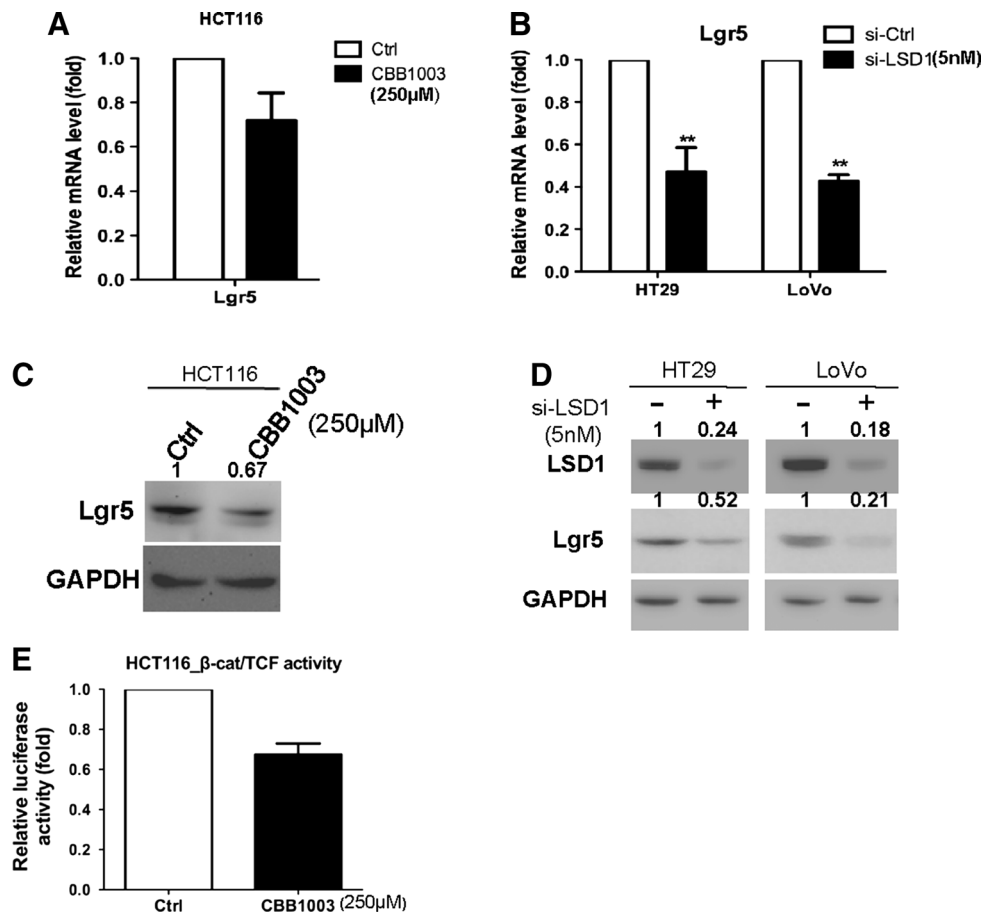 A
HCT116
Ctrl
CBB1003
(250µM)
Relative mRNA level (fold)
1.0
0.8
0.6
0.4
0.2
0.0
Lgr5
B
Lgr5
si-Ctrl
si-LSD1(5nM)
Relative mRNA level (fold)
1.0
0.8
0.6
0.4
0.2
0.0
**
**
HT29
LoVo
C
HCT116
Ctrl
CBB1003
(250µM)
1
0.67
Lgr5
GAPDH
D
HT29
LoVo
si-LSD1
(5nM)
– + – +
1 0.24 1 0.18
LSD1
1 0.52 1 0.21
Lgr5
GAPDH
E
HCT116_β-cat/TCF activity
Relative luciferase
activity (fold)
1.0
0.8
0.6
0.4
0.2
0.0
Ctrl
CBB1003 (250µM)